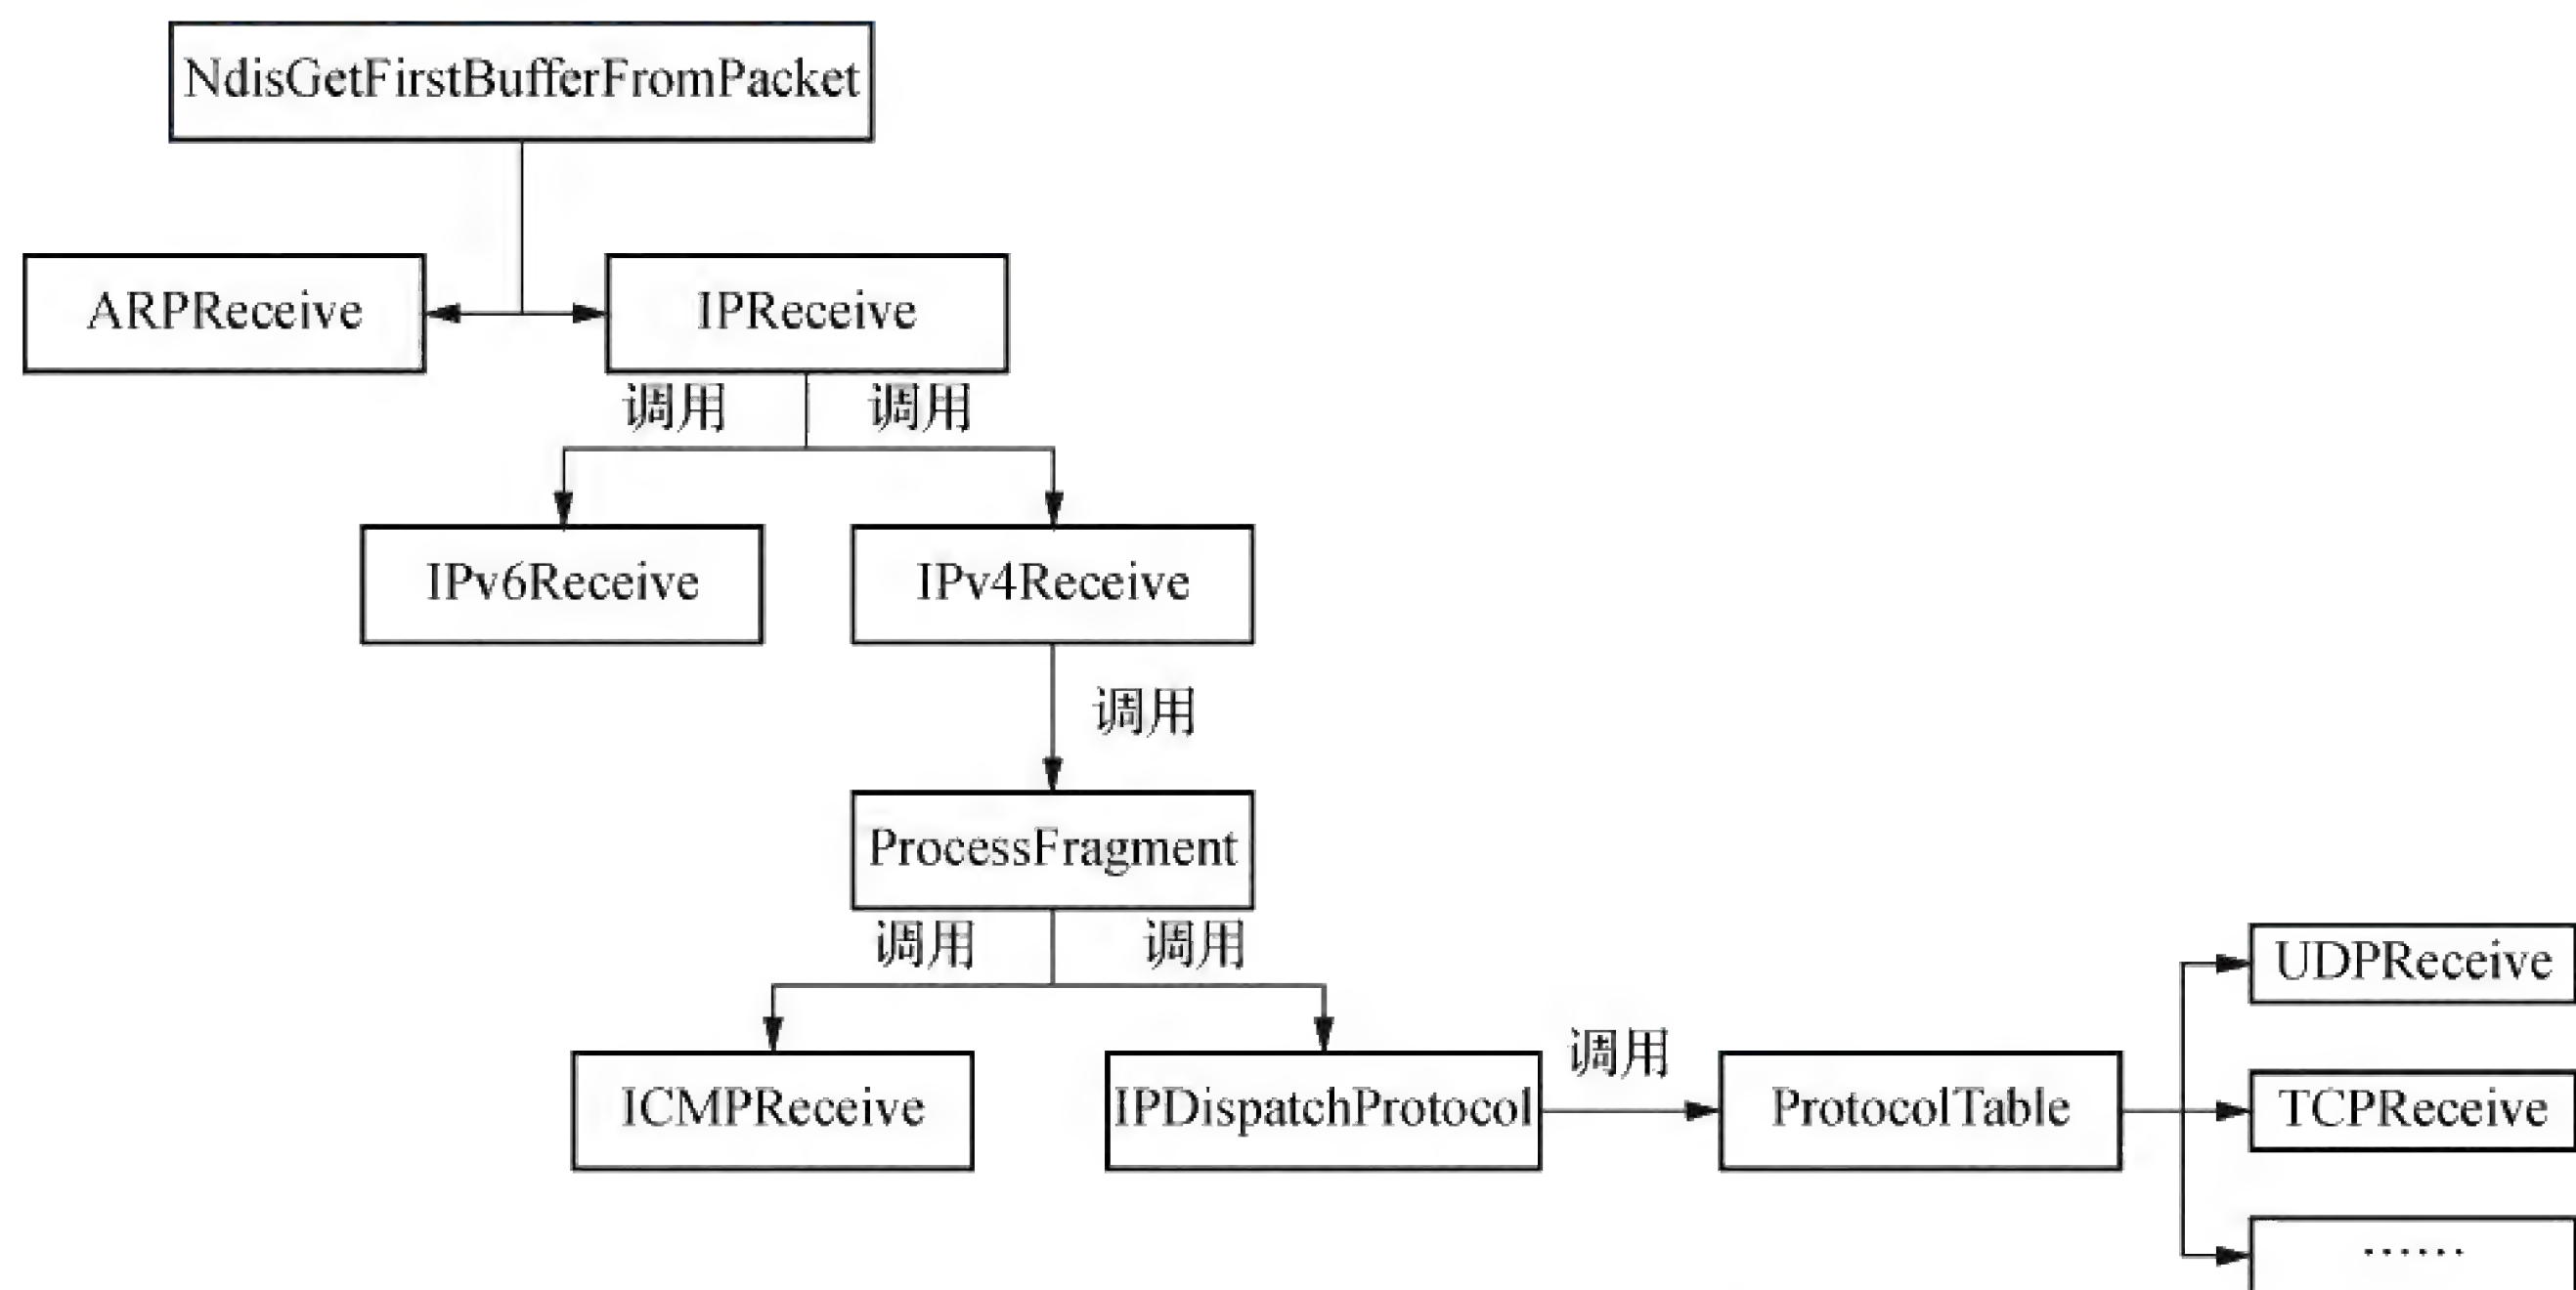 NdisGetFirstBufferFromPacket
ARPReceive
IPReceive
调用
调用
IPv6Receive
IPv4Receive
调用
ProcessFragment
调用
调用
UDPReceive
ICMPReceive
IPDispatchProtocol
调用
ProtocolTable
TCPReceive
······